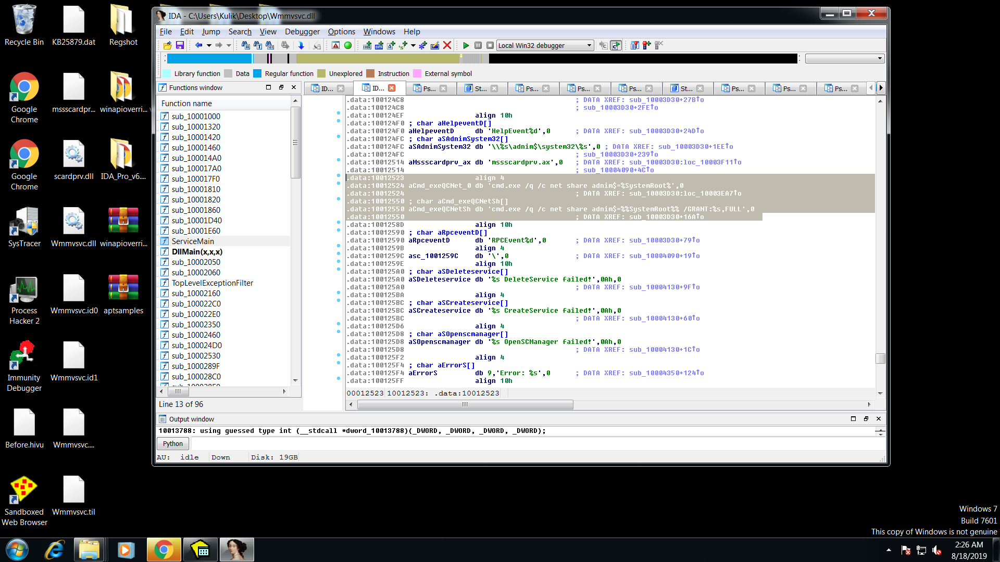 Recycle Bin
KB25879.dat
Regshot
Google Chrome
mssscardpr...
winapioverri...
Google Chrome
scardprv.dll
IDA_Pro_v6....
SysTracer
Wmmvsvc.dll
winapioverri...
Process Hacker 2
Wmmvsvc.id0
aptsamples
Immunity Debugger
Wmmvsvc.id1
Before.hivu
Wmmvsvc....
Sandboxed Web Browser
Wmmvsvc.til
IDA - C:\Users\Kulik\Desktop\Wmmvsvc.dll
File Edit Jump Search View Debugger Options Windows Help
Local Win32 debugger
Library function Data Regular function Unexplored Instruction External symbol
Functions window
ID... ID... Ps... St... Ps... Ps... Ps... St... Ps... Ps... Ps...
Function name
sub_10001000
sub_10001320
sub_10001420
sub_10001460
sub_100014A0
sub_100017A0
sub_100017F0
sub_10001810
sub_10001820
sub_10001860
sub_10001D40
sub_10001E60
ServiceMain
DllMain(x,x,x)
sub_10002050
sub_10002060
TopLevelExceptionFilter
sub_10002160
sub_100022C0
sub_100022E0
sub_10002350
sub_10002460
sub_100024D0
sub_10002530
sub_1000289F
sub_100028C0
Line 13 of 96
.data:100124C8 ; DATA XREF: sub_10003D30+27B↑o
.data:100124C8 ; sub_10003D30+2FE↑o
.data:100124EF align 10h
.data:100124F0 ; char aHelpeventD[]
.data:100124F0 aHelpeventD db 'HelpEvent%d',0 ; DATA XREF: sub_10003D30+24D↑o
.data:100124FC ; char aSAdnimSystem32[]
.data:100124FC aSAdnimSystem32 db '\\%s\adnim$\system32\%s',0 ; DATA XREF: sub_10003D30+1EE↑o
.data:100124FC ; sub_10003D30+239↑o
.data:10012514 aMssscardprv_ax db 'mssscardprv.ax',0 ; DATA XREF: sub_10003D30:loc_10003F11↑o
.data:10012514 ; sub_10004090+4C↑o
.data:10012523 align 4
.data:10012524 aCmd_exeQCNet_0 db 'cmd.exe /q /c net share adnim$=%SystemRoot%',0
.data:10012524 ; DATA XREF: sub_10003D30:loc_10003EA7↑o
.data:10012550 ; char aCmd_exeQCNetSh[]
.data:10012550 aCmd_exeQCNetSh db 'cmd.exe /q /c net share adnim$=%%SystemRoot%% /GRANT:%s,FULL',0
.data:10012550 ; DATA XREF: sub_10003D30+16A↑o
.data:1001258D align 10h
.data:10012590 ; char aRpceventD[]
.data:10012590 aRpceventD db 'RPCEvent%d',0 ; DATA XREF: sub_10003D30+79↑o
.data:1001259B align 4
.data:1001259C asc_1001259C db '\',0 ; DATA XREF: sub_10004090+19↑o
.data:1001259E align 10h
.data:100125A0 ; char aSDeleteservice[]
.data:100125A0 aSDeleteservice db '%s DeleteService failed!',0Ah,0
.data:100125A0 ; DATA XREF: sub_10004130+9F↑o
.data:100125BA align 4
.data:100125BC ; char aSCreateservice[]
.data:100125BC aSCreateservice db '%s CreateService failed!',0Ah,0
.data:100125BC ; DATA XREF: sub_10004130+60↑o
.data:100125D6 align 4
.data:100125D8 ; char aSOpenscmanager[]
.data:100125D8 aSOpenscmanager db '%s OpenSCManager failed!',0Ah,0
.data:100125D8 ; DATA XREF: sub_10004130+1C↑o
.data:100125F2 align 4
.data:100125F4 ; char aErrorS[]
.data:100125F4 aErrorS db 9,'Error: %s',0 ; DATA XREF: sub_10004350+124↑o
.data:100125FF align 10h
00012523 10012523: .data:10012523
Output window
10013788: using guessed type int (__stdcall *dword_10013788)(_DWORD, _DWORD, _DWORD, _DWORD);
Python
AU: idle Down Disk: 19GB
Windows 7
Build 7601
This copy of Windows is not genuine
2:26 AM
8/18/2019